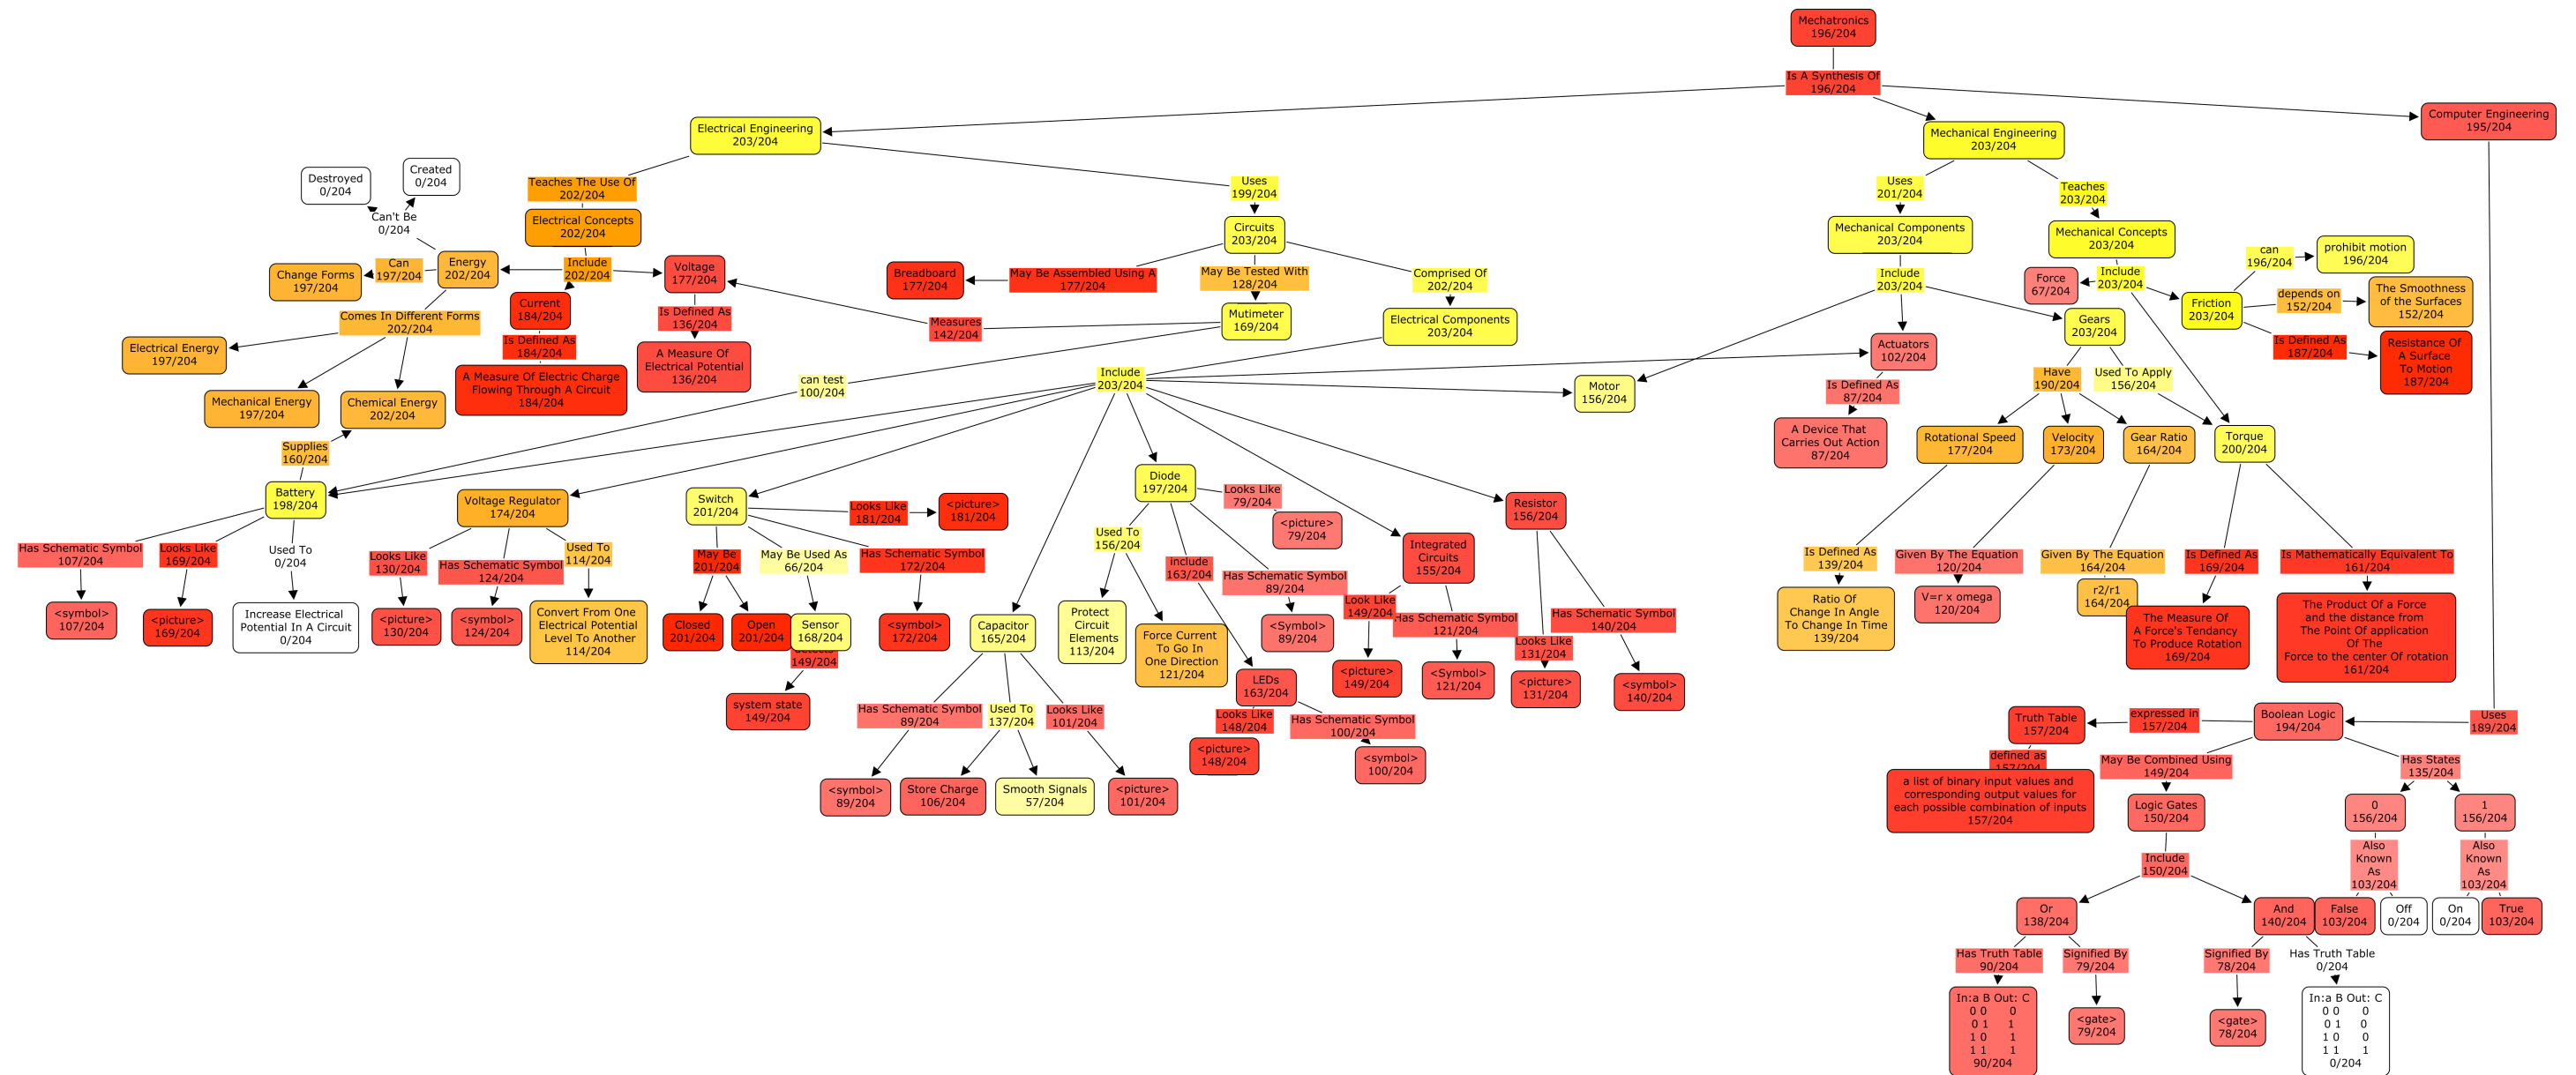 Mechatronics
196/204
Is A Synthesis Of
196/204
Electrical Engineering
203/204
Mechanical Engineering
203/204
Computer Engineering
195/204
Teaches The Use Of
202/204
Electrical Concepts
202/204
Include
202/204
Destroyed
0/204
Created
0/204
Can't Be
0/204
Energy
202/204
Can
197/204
Change Forms
197/204
Comes In Different Forms
202/204
Electrical Energy
197/204
Mechanical Energy
197/204
Chemical Energy
202/204
Supplies
160/204
Current
184/204
Is Defined As
184/204
A Measure Of Electric Charge
Flowing Through A Circuit
184/204
Voltage
177/204
Is Defined As
136/204
A Measure Of
Electrical Potential
136/204
Uses
199/204
Circuits
203/204
Breadboard
177/204
May Be Assembled Using A
177/204
May Be Tested With
128/204
Comprised Of
202/204
Measures
142/204
Mutimeter
169/204
Electrical Components
203/204
can test
100/204
Include
203/204
Battery
198/204
Has Schematic Symbol
107/204
<symbol>
107/204
Looks Like
169/204
<picture>
169/204
Used To
0/204
Increase Electrical
Potential In A Circuit
0/204
Voltage Regulator
174/204
Looks Like
130/204
<picture>
130/204
Has Schematic Symbol
124/204
<symbol>
124/204
Used To
114/204
Convert From One
Electrical Potential
Level To Another
114/204
Switch
201/204
Looks Like
181/204
<picture>
181/204
May Be
201/204
Closed
201/204
Open
201/204
May Be Used As
66/204
Sensor
168/204
detects
149/204
system state
149/204
Has Schematic Symbol
172/204
<symbol>
172/204
Capacitor
165/204
Has Schematic Symbol
89/204
<symbol>
89/204
Used To
137/204
Store Charge
106/204
Smooth Signals
57/204
Looks Like
101/204
<picture>
101/204
Diode
197/204
Looks Like
79/204
<picture>
79/204
Used To
156/204
Protect
Circuit
Elements
113/204
Force Current
To Go In
One Direction
121/204
include
163/204
LEDs
163/204
Looks Like
148/204
<picture>
148/204
Has Schematic Symbol
100/204
<symbol>
100/204
Has Schematic Symbol
89/204
<Symbol>
89/204
Integrated
Circuits
155/204
Look Like
149/204
<picture>
149/204
Has Schematic Symbol
121/204
<Symbol>
121/204
Resistor
156/204
Looks Like
131/204
<picture>
131/204
Has Schematic Symbol
140/204
<symbol>
140/204
Motor
156/204
Uses
201/204
Mechanical Components
203/204
Include
203/204
Actuators
102/204
Is Defined As
87/204
A Device That
Carries Out Action
87/204
Gears
203/204
Have
190/204
Used To Apply
156/204
Rotational Speed
177/204
Is Defined As
139/204
Ratio Of
Change In Angle
To Change In Time
139/204
Velocity
173/204
Given By The Equation
120/204
V=r x omega
120/204
Gear Ratio
164/204
Given By The Equation
164/204
r2/r1
164/204
Teaches
203/204
Mechanical Concepts
203/204
Include
203/204
Force
67/204
Friction
203/204
can
196/204
prohibit motion
196/204
depends on
152/204
The Smoothness
of the Surfaces
152/204
Is Defined As
187/204
Resistance Of
A Surface
To Motion
187/204
Torque
200/204
Is Defined As
169/204
The Measure Of
A Force's Tendancy
To Produce Rotation
169/204
Is Mathematically Equivalent To
161/204
The Product Of a Force
and the distance from
The Point Of application
Of The
Force to the center Of rotation
161/204
Uses
189/204
Boolean Logic
194/204
expressed in
157/204
Truth Table
157/204
defined as
157/204
a list of binary input values and
corresponding output values for
each possible combination of inputs
157/204
May Be Combined Using
149/204
Logic Gates
150/204
Include
150/204
Or
138/204
Has Truth Table
90/204
In:a B Out: C
0 0 0
0 1 1
1 0 1
1 1 1
90/204
Signified By
79/204
<gate>
79/204
And
140/204
Signified By
78/204
<gate>
78/204
Has Truth Table
0/204
In:a B Out: C
0 0 0
0 1 0
1 0 0
1 1 1
0/204
Has States
135/204
0
156/204
Also
Known
As
103/204
False
103/204
Off
0/204
1
156/204
Also
Known
As
103/204
On
0/204
True
103/204